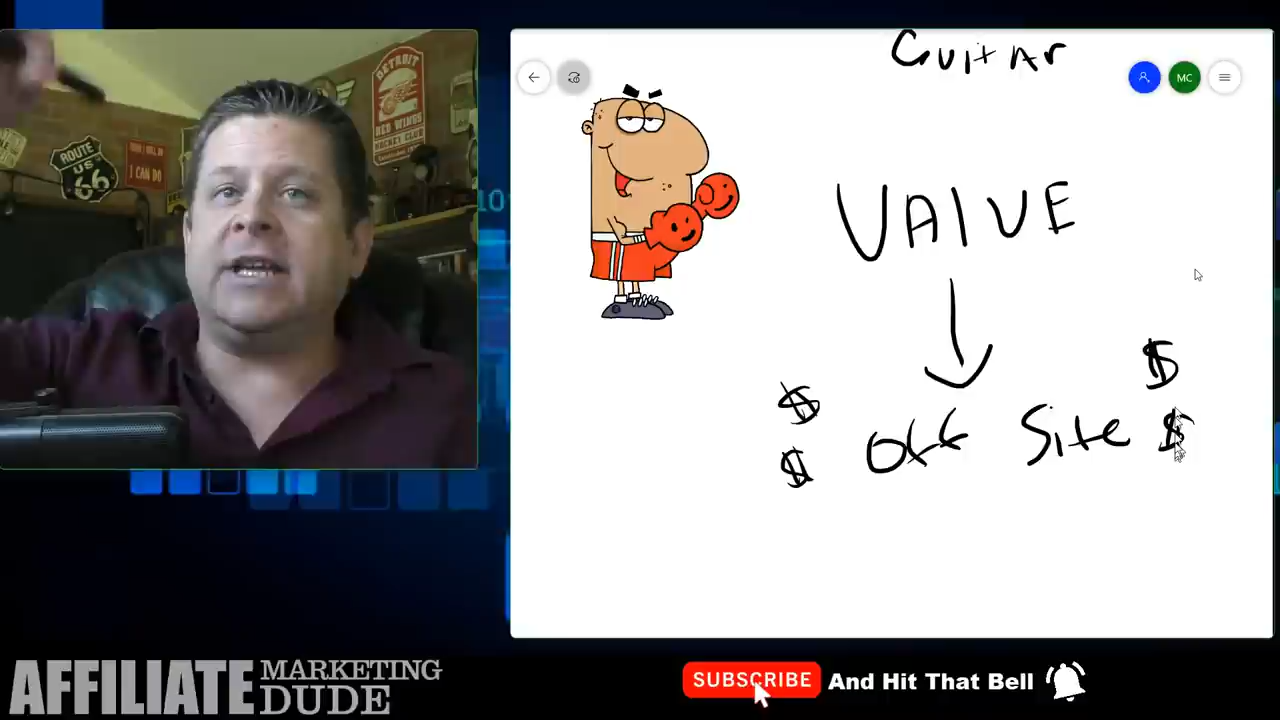 Guitar
DETROIT
RED WINGS
HOCKEY CLUB
ROUTE
US
66
I CAN DO
10
MC
VALUE
$
$
$ Off Site $
AFFILIATE MARKETING DUDE
SUBSCRIBE And Hit That Bell